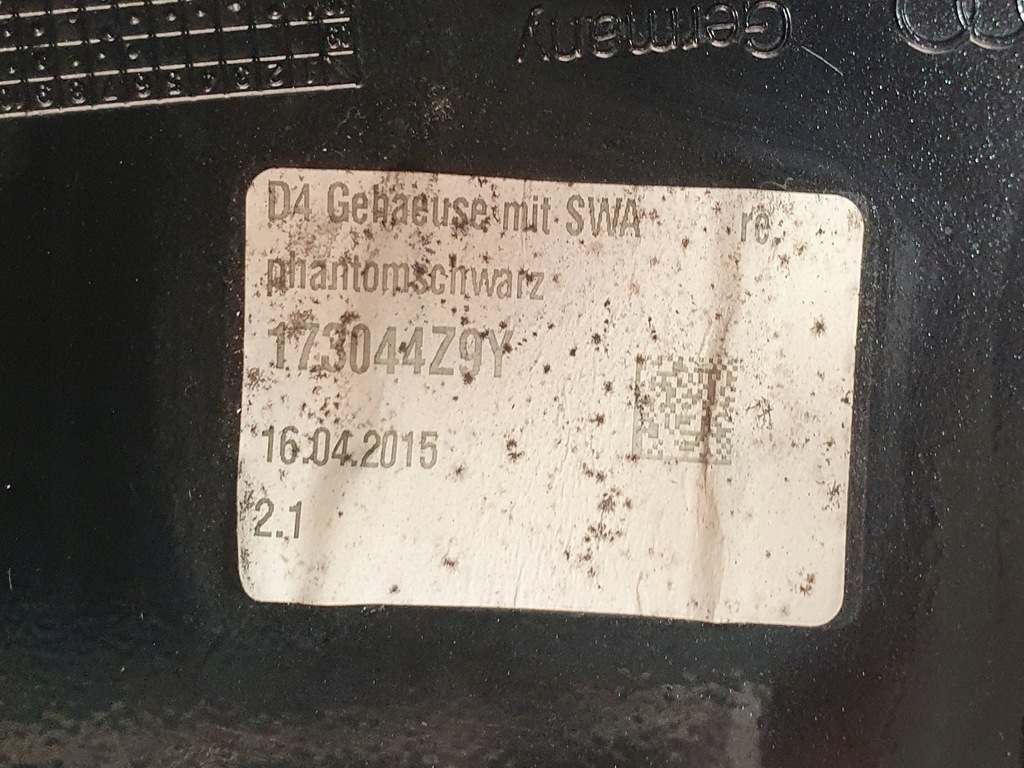 Germany
D4 Gehaeuse mit SWA re
phantomschwarz
173044Z9Y
16.04.2015
2.1